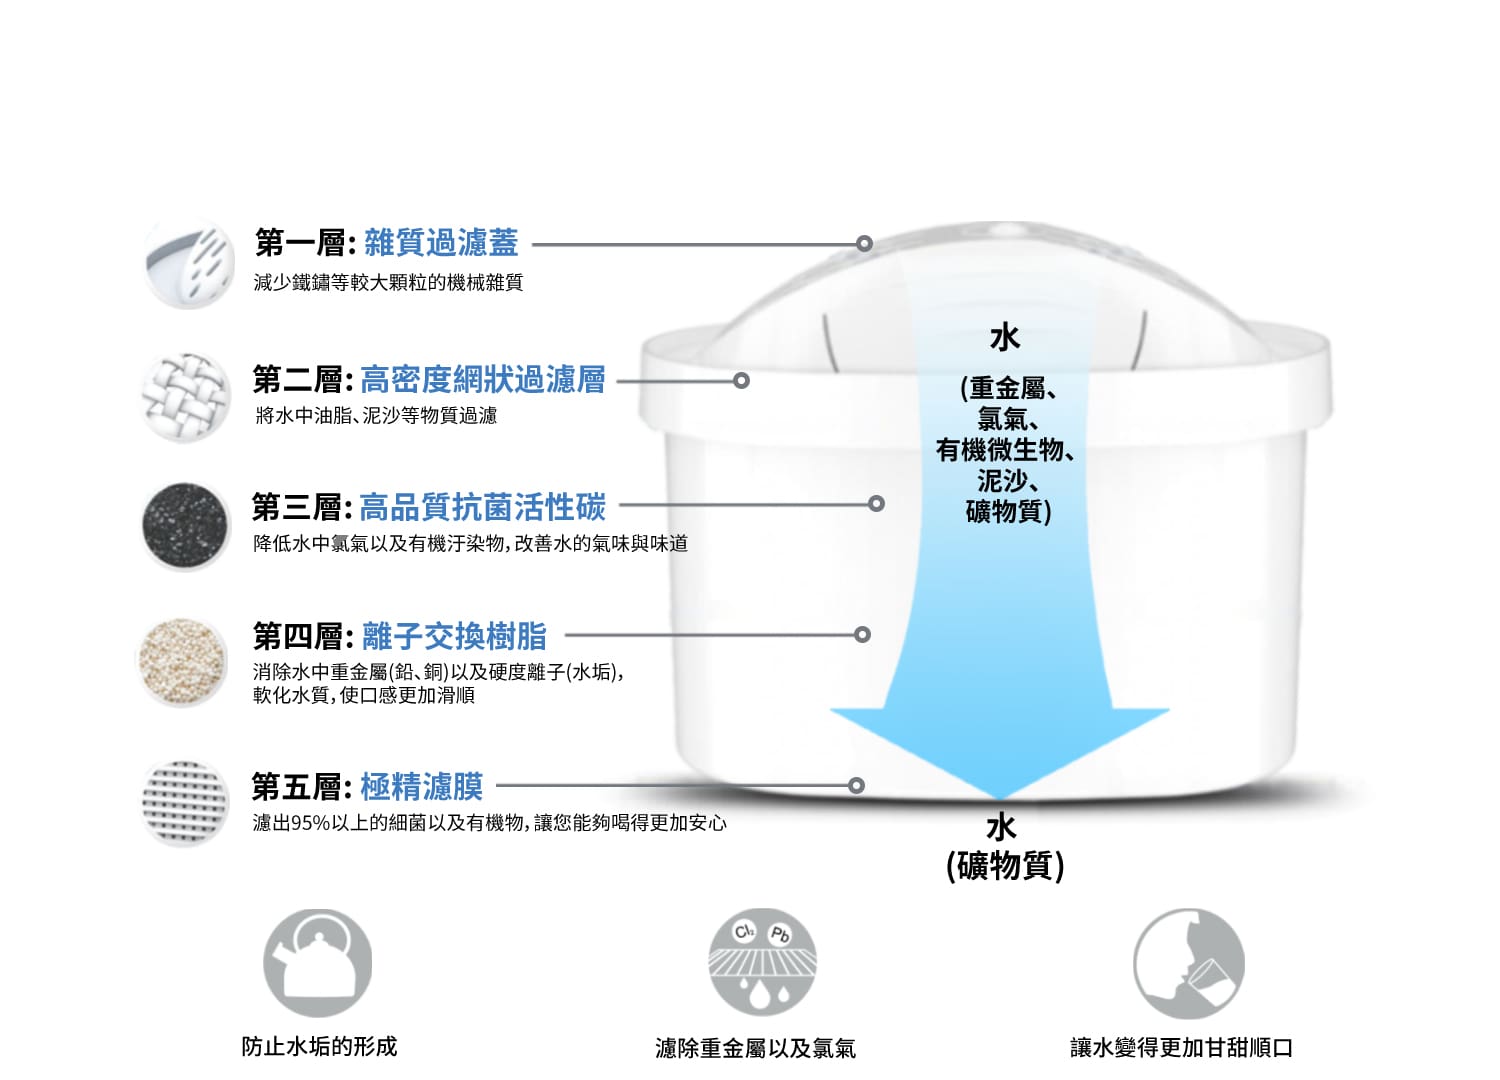 第一層: 雜質過濾蓋
減少鐵鏽等較大顆粒的機械雜質
第二層: 高密度網狀過濾層
將水中油脂、泥沙等物質過濾
第三層: 高品質抗菌活性碳
降低水中氯氣以及有機汙染物, 改善水的氣味與味道
第四層: 離子交換樹脂
消除水中重金屬(鉛、銅)以及硬度離子(水垢),
軟化水質, 使口感更加滑順
第五層: 極精濾膜
濾出95%以上的細菌以及有機物, 讓您能夠喝得更加安心
水
(重金屬、
氯氣、
有機微生物、
泥沙、
礦物質)
水
(礦物質)
Cl₂ Pb
防止水垢的形成
濾除重金屬以及氯氣
讓水變得更加甘甜順口